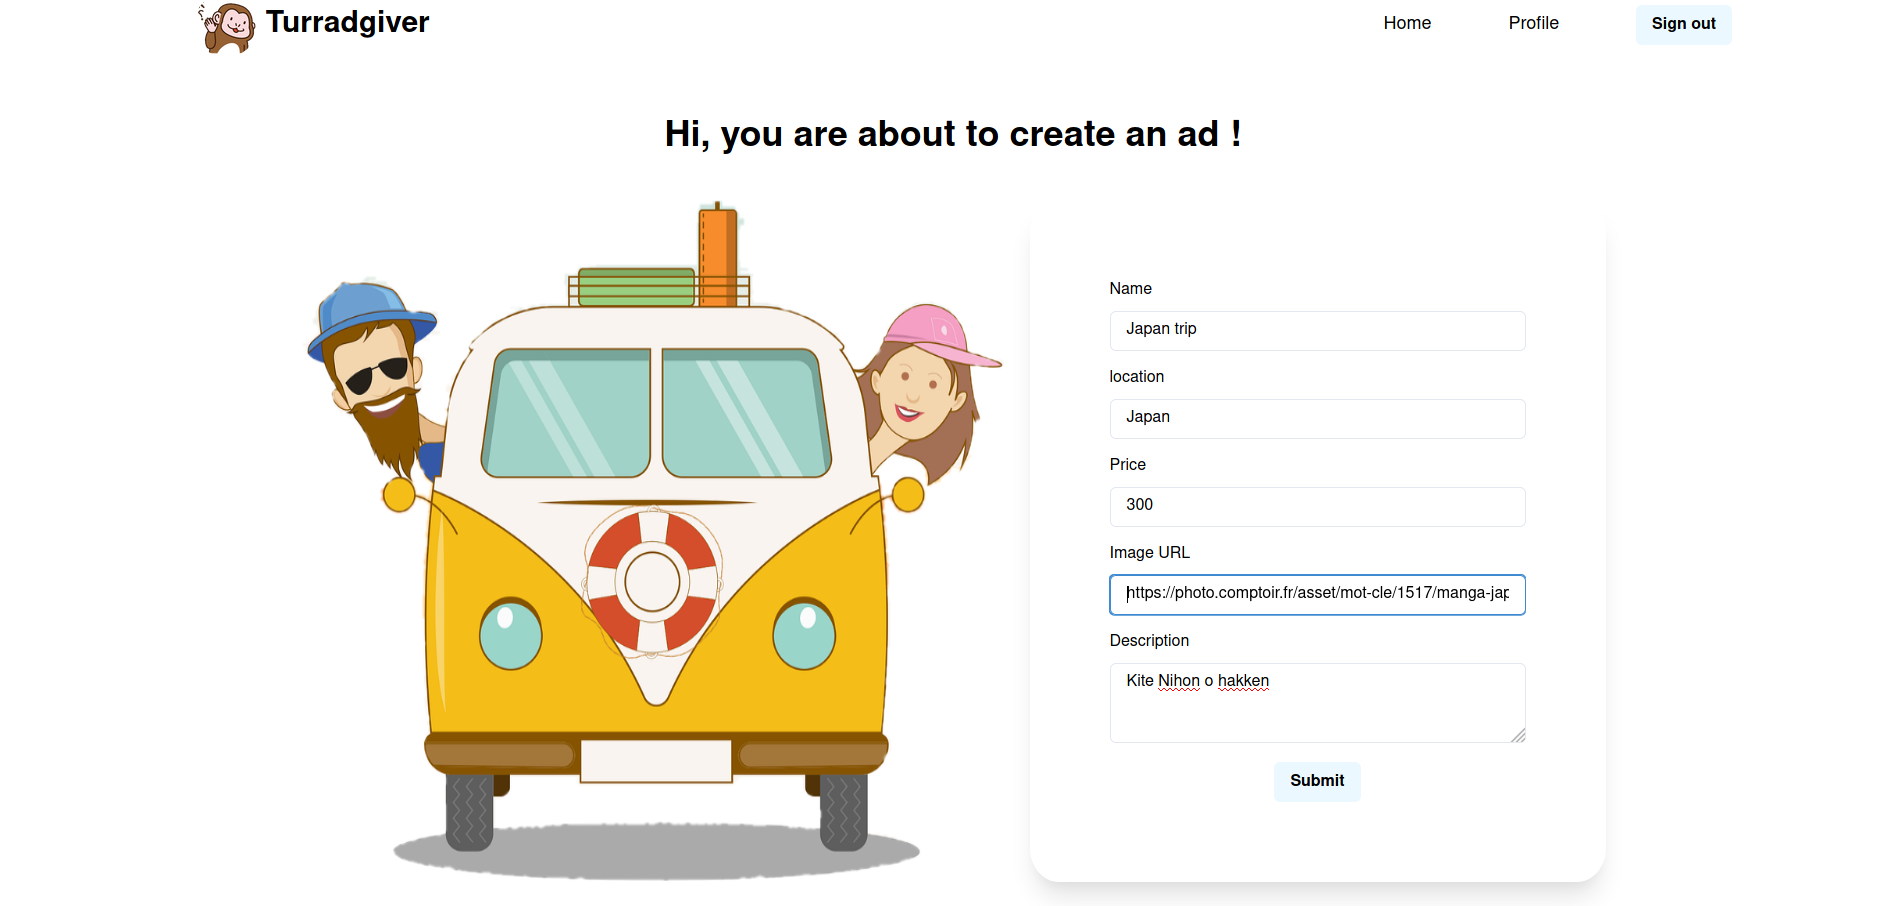 Turradgiver
Home
Profile
Sign out
Hi, you are about to create an ad !
Name
Japan trip
location
Japan
Price
300
Image URL
https://photo.comptoir.fr/asset/mot-cle/1517/manga-jap
Description
Kite Nihon o hakken
Submit